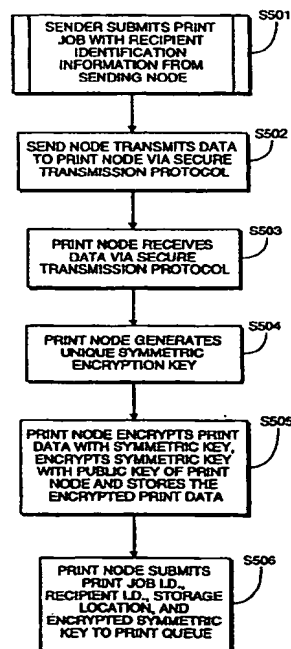 S501
SENDER SUBMITS PRINT
JOB WITH RECIPIENT
IDENTIFICATION
INFORMATION FROM
SENDING NODE
S502
SEND NODE TRANSMITS DATA
TO PRINT NODE VIA SECURE
TRANSMISSION PROTOCOL
S503
PRINT NODE RECEIVES
DATA VIA SECURE
TRANSMISSION PROTOCOL
S504
PRINT NODE GENERATES
UNIQUE SYMMETRIC
ENCRYPTION KEY
S505
PRINT NODE ENCRYPTS PRINT
DATA WITH SYMMETRIC KEY,
ENCRYPTS SYMMETRIC KEY
WITH PUBLIC KEY OF PRINT
NODE AND STORES THE
ENCRYPTED PRINT DATA
S506
PRINT NODE SUBMITS
PRINT JOB I.D.,
RECIPIENT I.D., STORAGE
LOCATION, AND
ENCRYPTED SYMMETRIC
KEY TO PRINT QUEUE